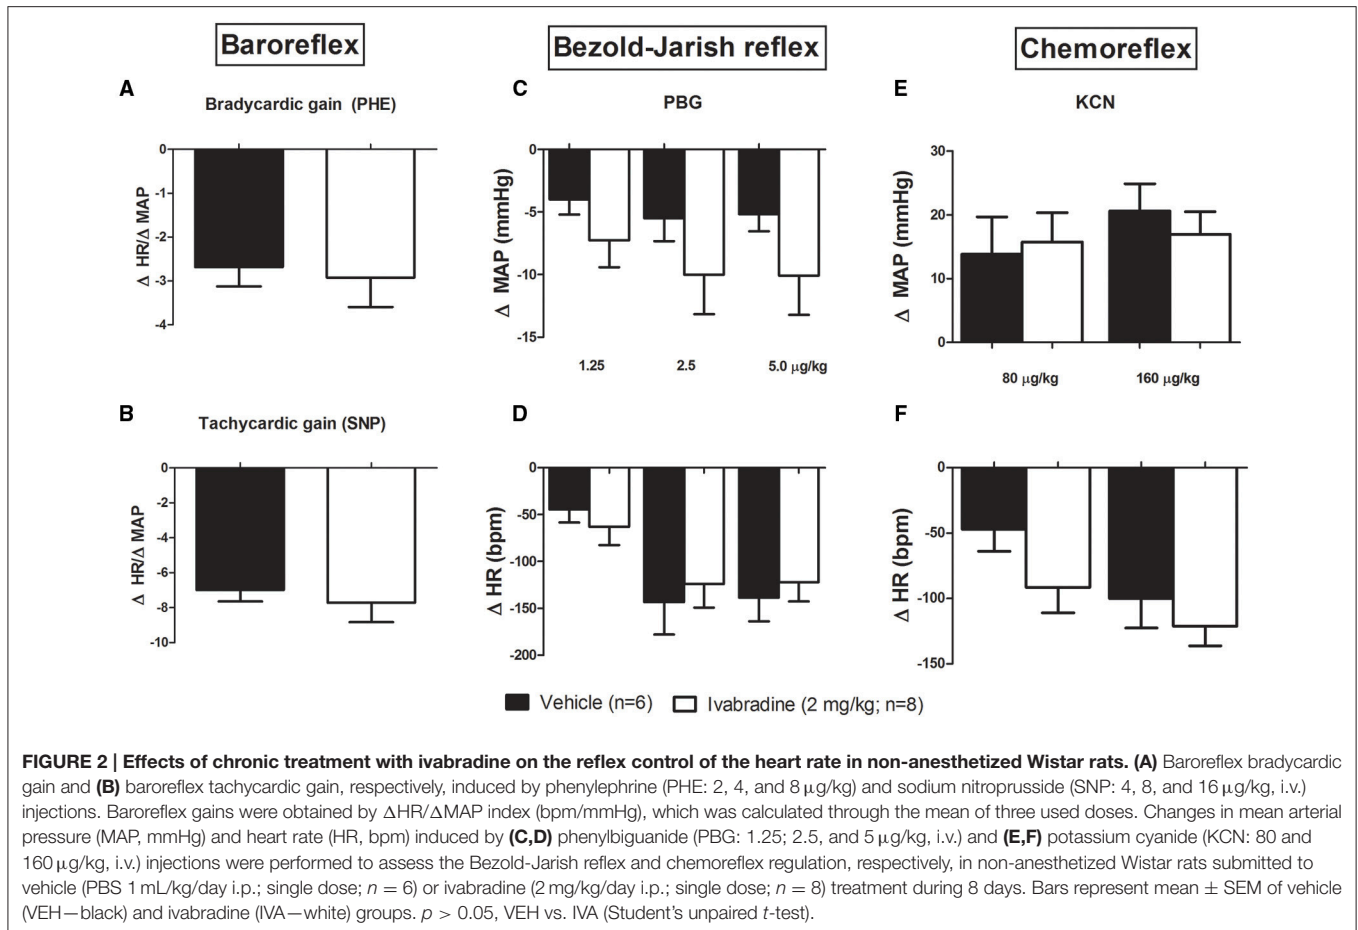 Baroreflex
Bezold-Jarish reflex
Chemoreflex
A
Bradycardic gain (PHE)
0
-1
-2
-3
-4
Δ HR/Δ MAP
C
PBG
0
-5
-10
-15
Δ MAP (mmHg)
1.25 2.5 5.0 µg/kg
E
KCN
30
20
10
0
Δ MAP (mmHg)
80 µg/kg 160 µg/kg
B
Tachycardic gain (SNP)
0
-2
-4
-6
-8
-10
Δ HR/Δ MAP
D
0
-50
-100
-150
-200
Δ HR (bpm)
F
0
-50
-100
-150
Δ HR (bpm)
Vehicle (n=6) Ivabradine (2 mg/kg; n=8)
FIGURE 2 | Effects of chronic treatment with ivabradine on the reflex control of the heart rate in non-anesthetized Wistar rats. (A) Baroreflex bradycardic
gain and (B) baroreflex tachycardic gain, respectively, induced by phenylephrine (PHE: 2, 4, and 8 µg/kg) and sodium nitroprusside (SNP: 4, 8, and 16 µg/kg, i.v.)
injections. Baroreflex gains were obtained by ΔHR/ΔMAP index (bpm/mmHg), which was calculated through the mean of three used doses. Changes in mean arterial
pressure (MAP, mmHg) and heart rate (HR, bpm) induced by (C,D) phenylbiguanide (PBG: 1.25; 2.5, and 5 µg/kg, i.v.) and (E,F) potassium cyanide (KCN: 80 and
160 µg/kg, i.v.) injections were performed to assess the Bezold-Jarish reflex and chemoreflex regulation, respectively, in non-anesthetized Wistar rats submitted to
vehicle (PBS 1 mL/kg/day i.p.; single dose; n = 6) or ivabradine (2 mg/kg/day i.p.; single dose; n = 8) treatment during 8 days. Bars represent mean ± SEM of vehicle
(VEH—black) and ivabradine (IVA—white) groups. p > 0.05, VEH vs. IVA (Student's unpaired t-test).